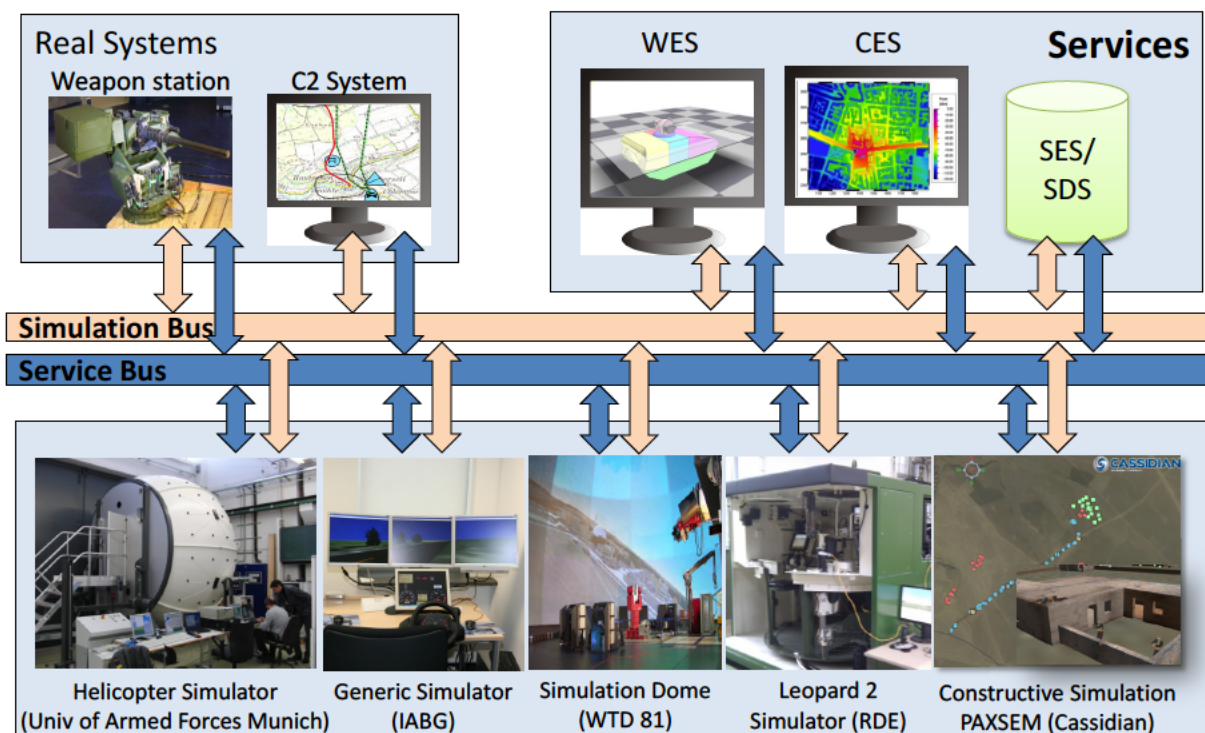 Real Systems
Weapon station
C2 System
WES
CES
Services
SES/
SDS
Simulation Bus
Service Bus
CASSIDIAN
Helicopter Simulator
(Univ of Armed Forces Munich)
Generic Simulator
(IABG)
Simulation Dome
(WTD 81)
Leopard 2
Simulator (RDE)
Constructive Simulation
PAXSEM (Cassidian)